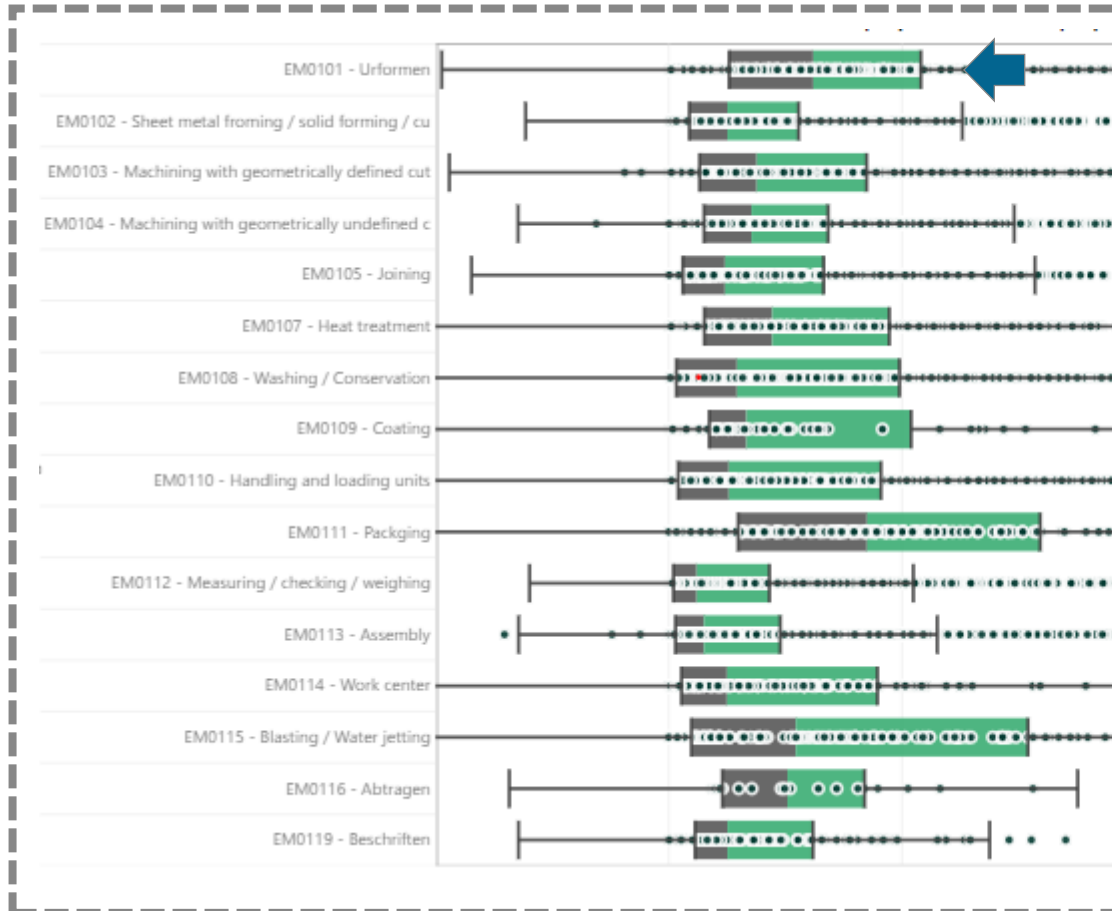 EM0101 - Urformen
EM0102 - Sheet metal froming / solid forming / cu
EM0103 - Machining with geometrically defined cut
EM0104 - Machining with geometrically undefined c
EM0105 - Joining
EM0107 - Heat treatment
EM0108 - Washing / Conservation
EM0109 - Coating
EM0110 - Handling and loading units
EM0111 - Packging
EM0112 - Measuring / checking / weighing
EM0113 - Assembly
EM0114 - Work center
EM0115 - Blasting / Water jetting
EM0116 - Abtragen
EM0119 - Beschriften